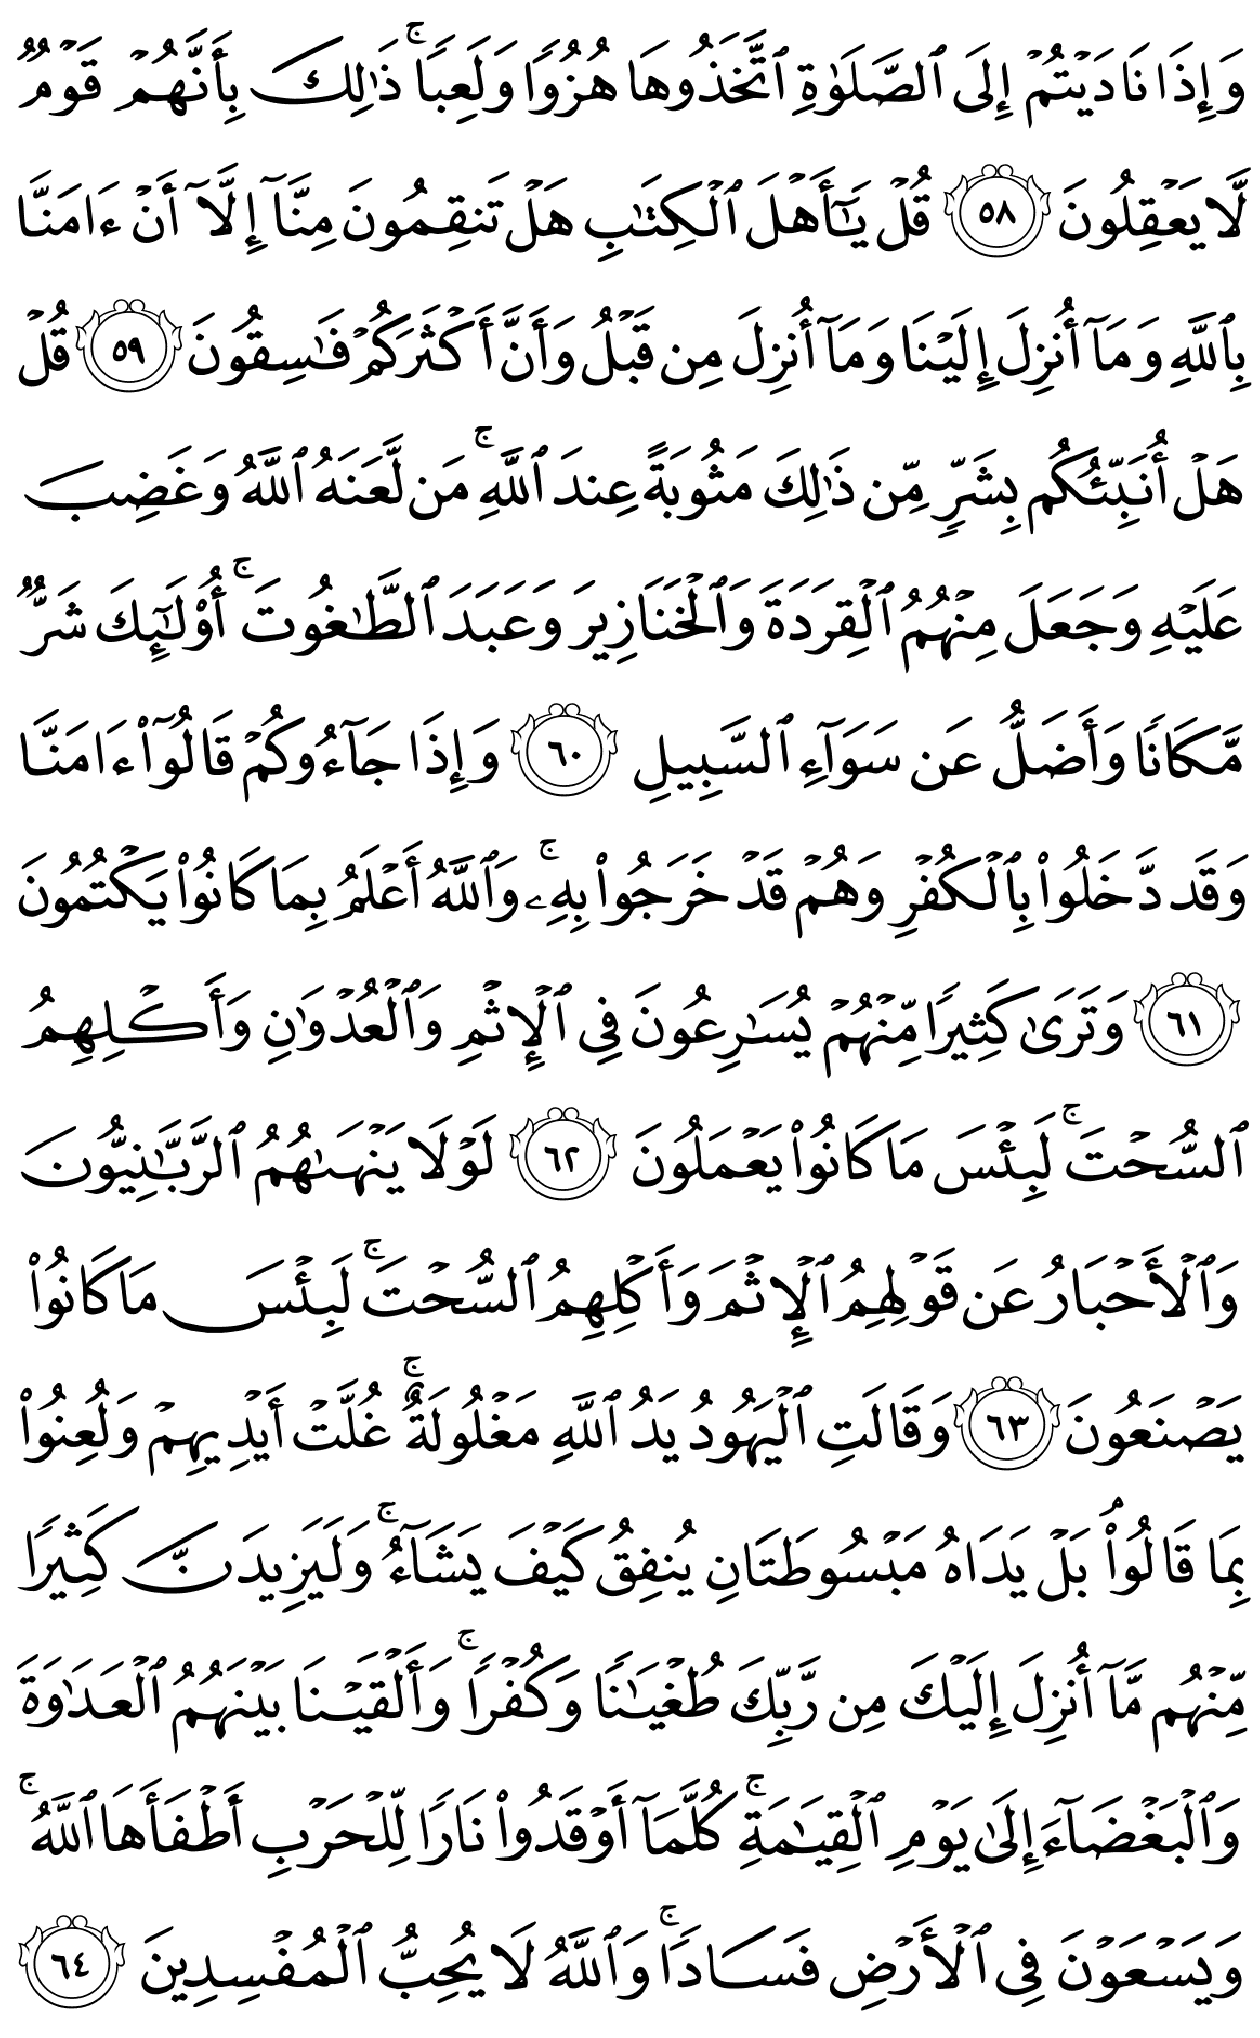 وَإِذَا نَادَيۡتُمۡ إِلَى ٱلصَّلَوٰةِ ٱتَّخَذُوهَا هُزُوٗا وَلَعِبٗاۚ ذَٰلِكَ بِأَنَّهُمۡ قَوۡمٞ
لَّا يَعۡقِلُونَ ٥٨ قُلۡ يَـٰٓأَهۡلَ ٱلۡكِتَٰبِ هَلۡ تَنقِمُونَ مِنَّآ إِلَّآ أَنۡ ءَامَنَّا
بِٱللَّهِ وَمَآ أُنزِلَ إِلَيۡنَا وَمَآ أُنزِلَ مِن قَبۡلُ وَأَنَّ أَكۡثَرَكُمۡ فَٰسِقُونَ ٥٩ قُلۡ
هَلۡ أُنَبِّئُكُم بِشَرّٖ مِّن ذَٰلِكَ مَثُوبَةً عِندَ ٱللَّهِۚ مَن لَّعَنَهُ ٱللَّهُ وَغَضِبَ
عَلَيۡهِ وَجَعَلَ مِنۡهُمُ ٱلۡقِرَدَةَ وَٱلۡخَنَازِيرَ وَعَبَدَ ٱلطَّٰغُوتَۚ أُوْلَـٰٓئِكَ شَرّٞ
مَّكَانٗا وَأَضَلُّ عَن سَوَآءِ ٱلسَّبِيلِ ٦٠ وَإِذَا جَآءُوكُمۡ قَالُوٓاْ ءَامَنَّا
وَقَد دَّخَلُواْ بِٱلۡكُفۡرِ وَهُمۡ قَدۡ خَرَجُواْ بِهِۦۚ وَٱللَّهُ أَعۡلَمُ بِمَا كَانُواْ يَكۡتُمُونَ
٦١ وَتَرَىٰ كَثِيرٗا مِّنۡهُمۡ يُسَٰرِعُونَ فِي ٱلۡإِثۡمِ وَٱلۡعُدۡوَٰنِ وَأَكۡلِهِمُ
ٱلسُّحۡتَۚ لَبِئۡسَ مَا كَانُواْ يَعۡمَلُونَ ٦٢ لَوۡلَا يَنۡهَىٰهُمُ ٱلرَّبَّٰنِيُّونَ
وَٱلۡأَحۡبَارُ عَن قَوۡلِهِمُ ٱلۡإِثۡمَ وَأَكۡلِهِمُ ٱلسُّحۡتَۚ لَبِئۡسَ مَا كَانُواْ
يَصۡنَعُونَ ٦٣ وَقَالَتِ ٱلۡيَهُودُ يَدُ ٱللَّهِ مَغۡلُولَةٌۚ غُلَّتۡ أَيۡدِيهِمۡ وَلُعِنُواْ
بِمَا قَالُواْۘ بَلۡ يَدَاهُ مَبۡسُوطَتَانِ يُنفِقُ كَيۡفَ يَشَآءُۚ وَلَيَزِيدَنَّ كَثِيرٗا
مِّنۡهُم مَّآ أُنزِلَ إِلَيۡكَ مِن رَّبِّكَ طُغۡيَٰنٗا وَكُفۡرٗاۚ وَأَلۡقَيۡنَا بَيۡنَهُمُ ٱلۡعَدَٰوَةَ
وَٱلۡبَغۡضَآءَ إِلَىٰ يَوۡمِ ٱلۡقِيَٰمَةِۚ كُلَّمَآ أَوۡقَدُواْ نَارٗا لِّلۡحَرۡبِ أَطۡفَأَهَا ٱللَّهُۚ
وَيَسۡعَوۡنَ فِي ٱلۡأَرۡضِ فَسَادٗاۚ وَٱللَّهُ لَا يُحِبُّ ٱلۡمُفۡسِدِينَ ٦٤